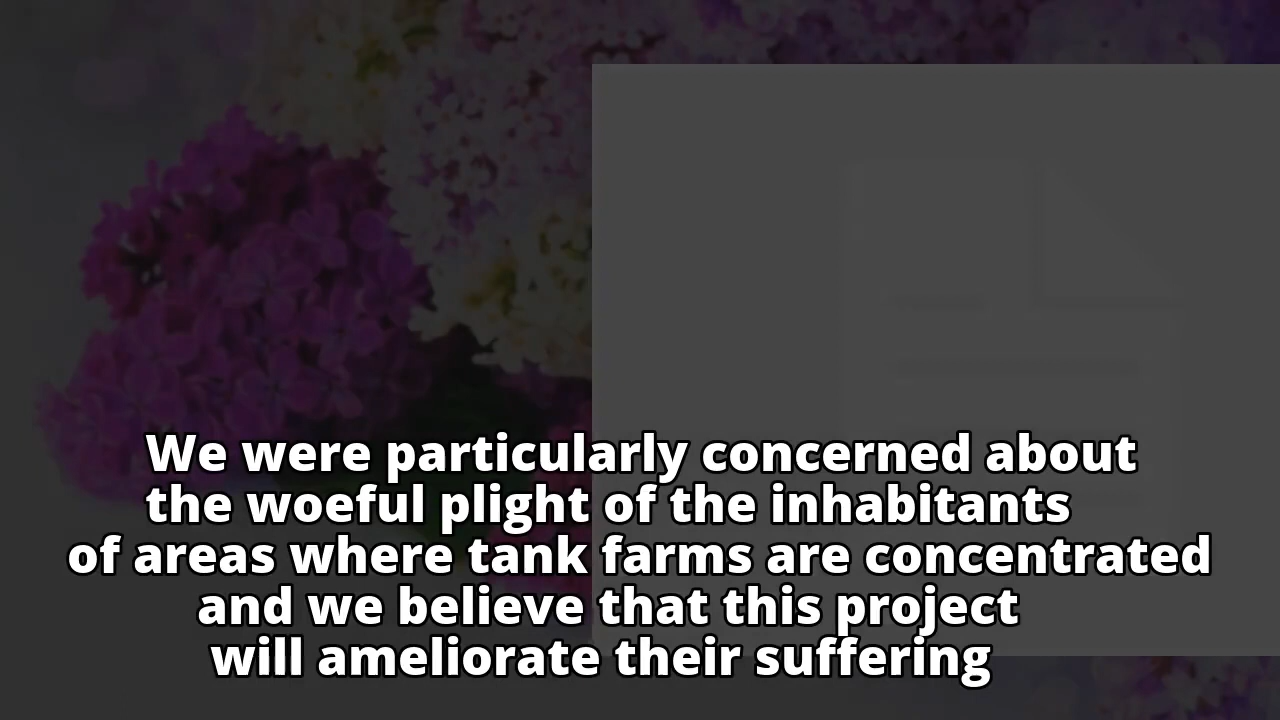 We were particularly concerned about
the woeful plight of the inhabitants
of areas where tank farms are concentrated
and we believe that this project
will ameliorate their suffering